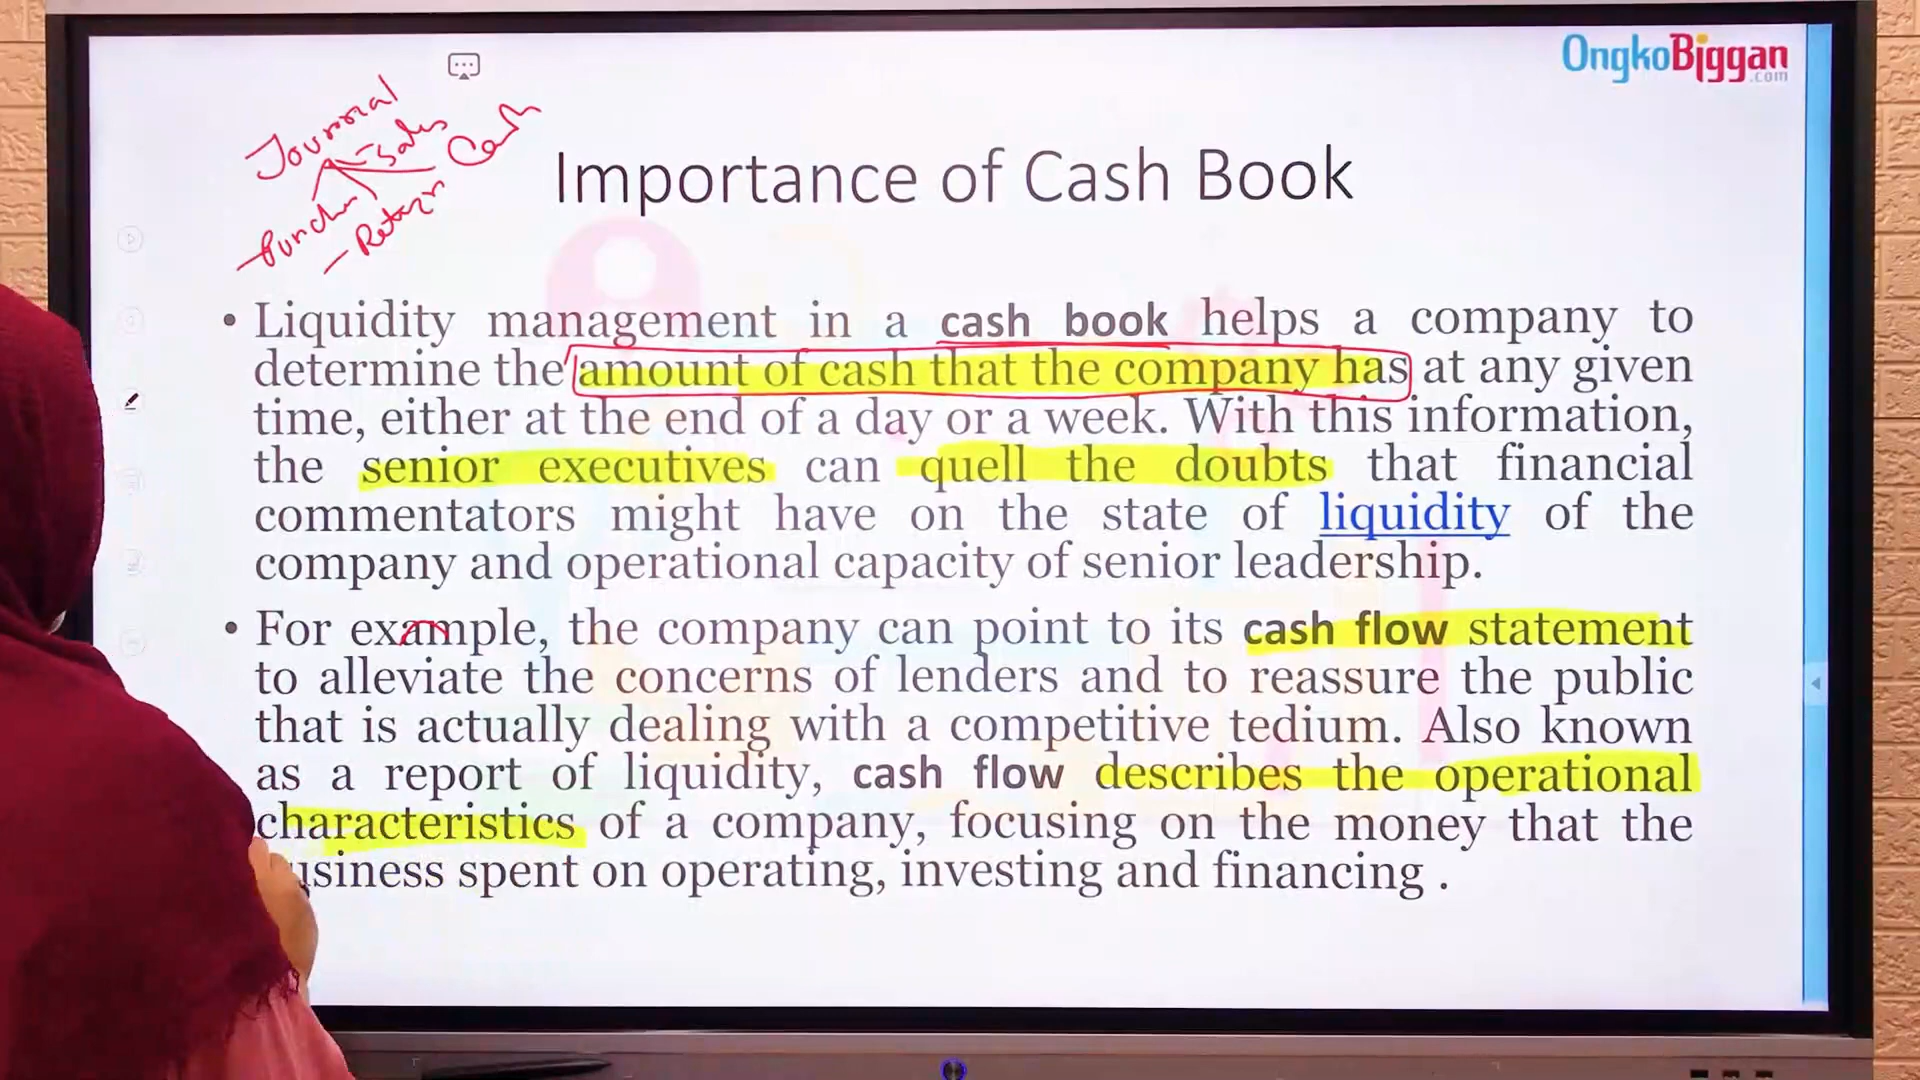 OngkoBiggan
.com
Journal
Sales
Cash
Return
Importance of Cash Book
• Liquidity management in a cash book helps a company to
determine the amount of cash that the company has at any given
time, either at the end of a day or a week. With this information,
the senior executives can quell the doubts that financial
commentators might have on the state of liquidity of the
company and operational capacity of senior leadership.
• For example, the company can point to its cash flow statement
to alleviate the concerns of lenders and to reassure the public
that is actually dealing with a competitive tedium. Also known
as a report of liquidity, cash flow describes the operational
characteristics of a company, focusing on the money that the
usiness spent on operating, investing and financing .